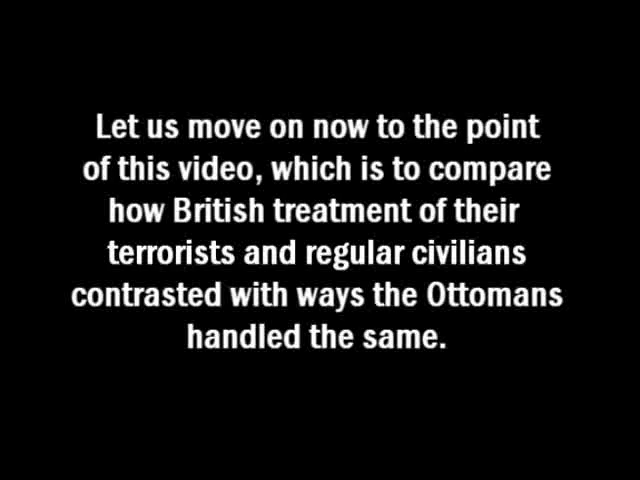 Let us move on now to the point
of this video, which is to compare
how British treatment of their
terrorists and regular civilians
contrasted with ways the Ottomans
handled the same.